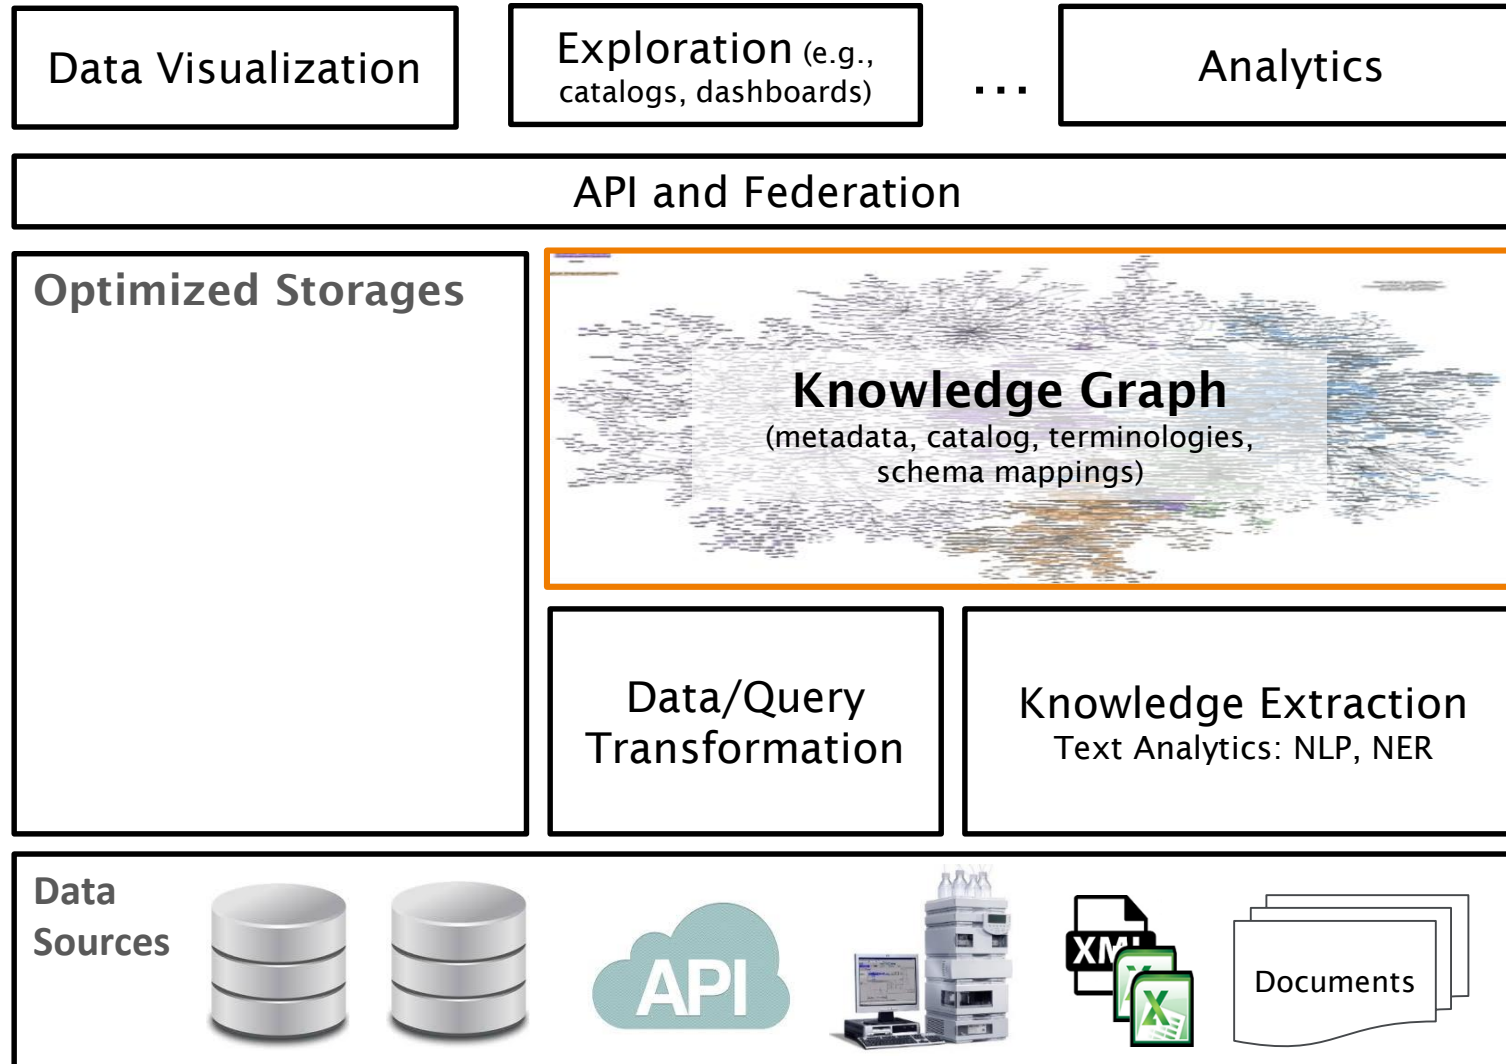 Data Visualization
Exploration (e.g.,
catalogs, dashboards)
...
Analytics
API and Federation
Optimized Storages
Knowledge Graph
(metadata, catalog, terminologies,
schema mappings)
Data/Query
Transformation
Knowledge Extraction
Text Analytics: NLP, NER
Data
Sources
API
XML
X
X
Documents